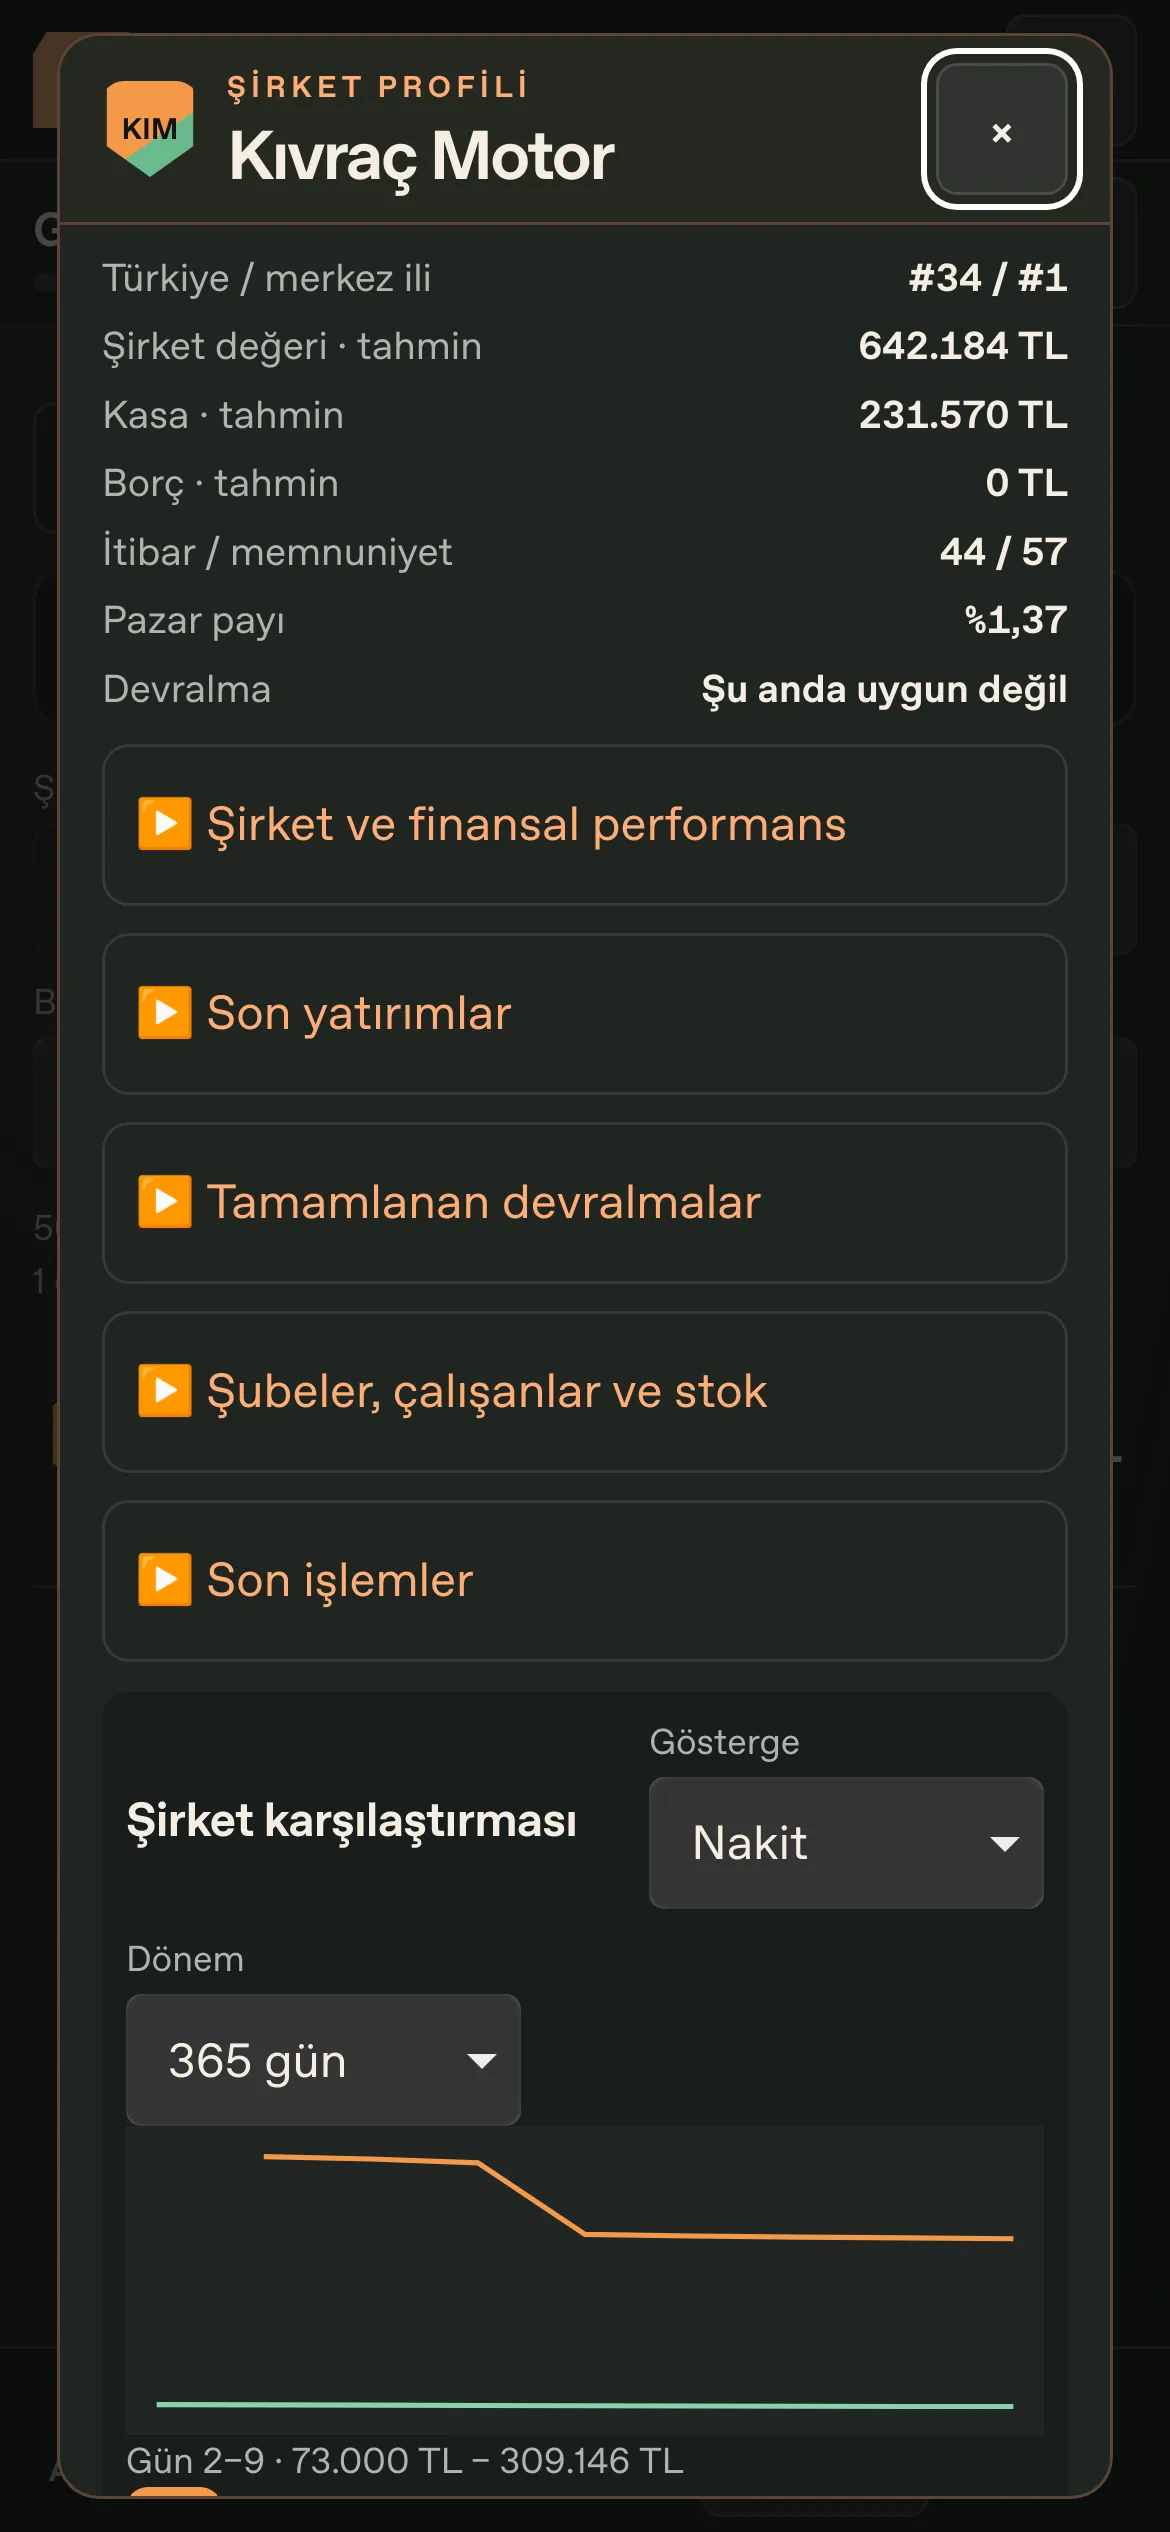 KIM
ŞİRKET PROFİLİ
Kıvraç Motor
×
Türkiye / merkez ili #34 / #1
Şirket değeri · tahmin 642.184 TL
Kasa · tahmin 231.570 TL
Borç · tahmin 0 TL
İtibar / memnuniyet 44 / 57
Pazar payı %1,37
Devralma Şu anda uygun değil
Şirket ve finansal performans
Son yatırımlar
Tamamlanan devralmalar
Şubeler, çalışanlar ve stok
Son işlemler
Şirket karşılaştırması
Gösterge
Nakit
Dönem
365 gün
Gün 2–9 · 73.000 TL – 309.146 TL